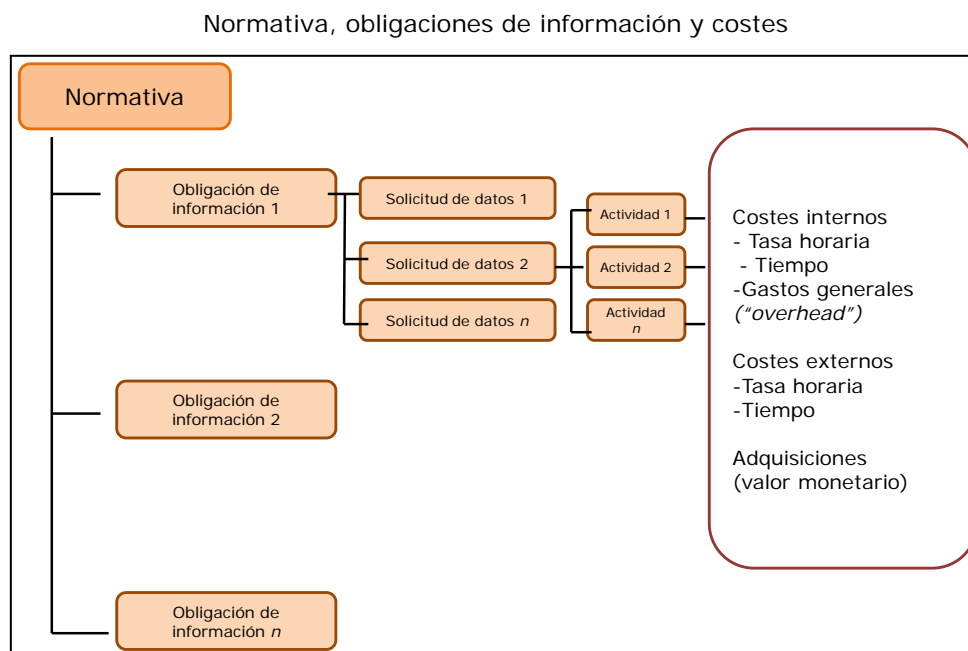 Normativa, obligaciones de información y costes
Normativa
Obligación de
información 1
Solicitud de datos 1
Solicitud de datos 2
Solicitud de datos n
Actividad 1
Actividad 2
Actividad
n
Costes internos
- Tasa horaria
- Tiempo
-Gastos generales
(“overhead”)
Costes externos
-Tasa horaria
-Tiempo
Adquisiciones
(valor monetario)
Obligación de
información 2
Obligación de
información n